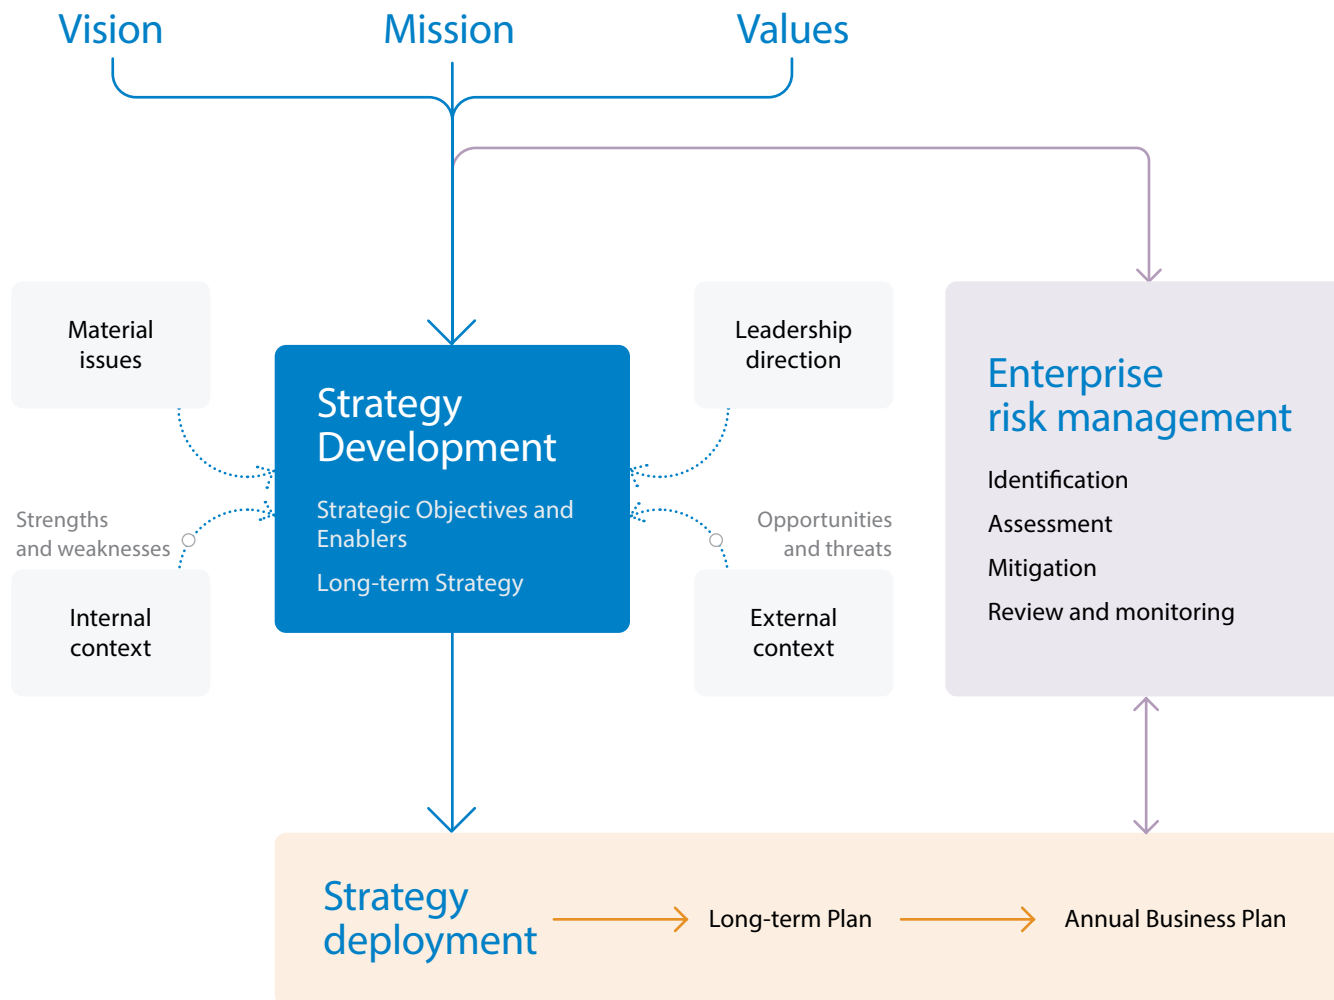 Vision
Mission
Values
Material
issues
Leadership
direction
Strategy
Development
Strategic Objectives and
Enablers
Long-term Strategy
Enterprise
risk management
Identification
Assessment
Mitigation
Review and monitoring
Strengths
and weaknesses
Opportunities
and threats
Internal
context
External
context
Strategy
deployment
Long-term Plan
Annual Business Plan